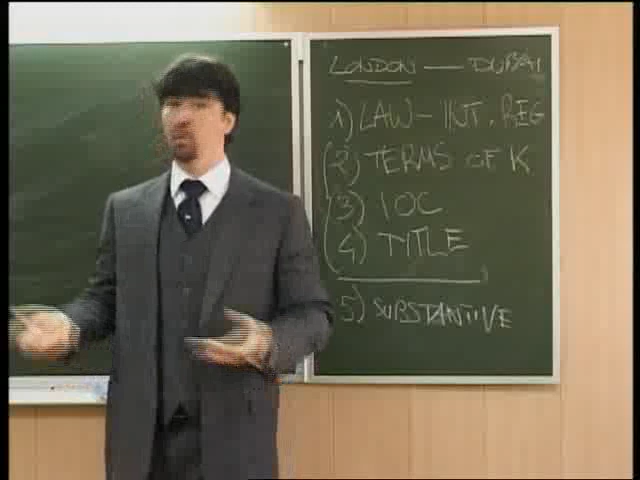 LONDON — DUBAI
1) LAW - INT. REG
(2) TERMS OF K
(3) IOC
(4) TITLE
5) SUBSTANTIVE